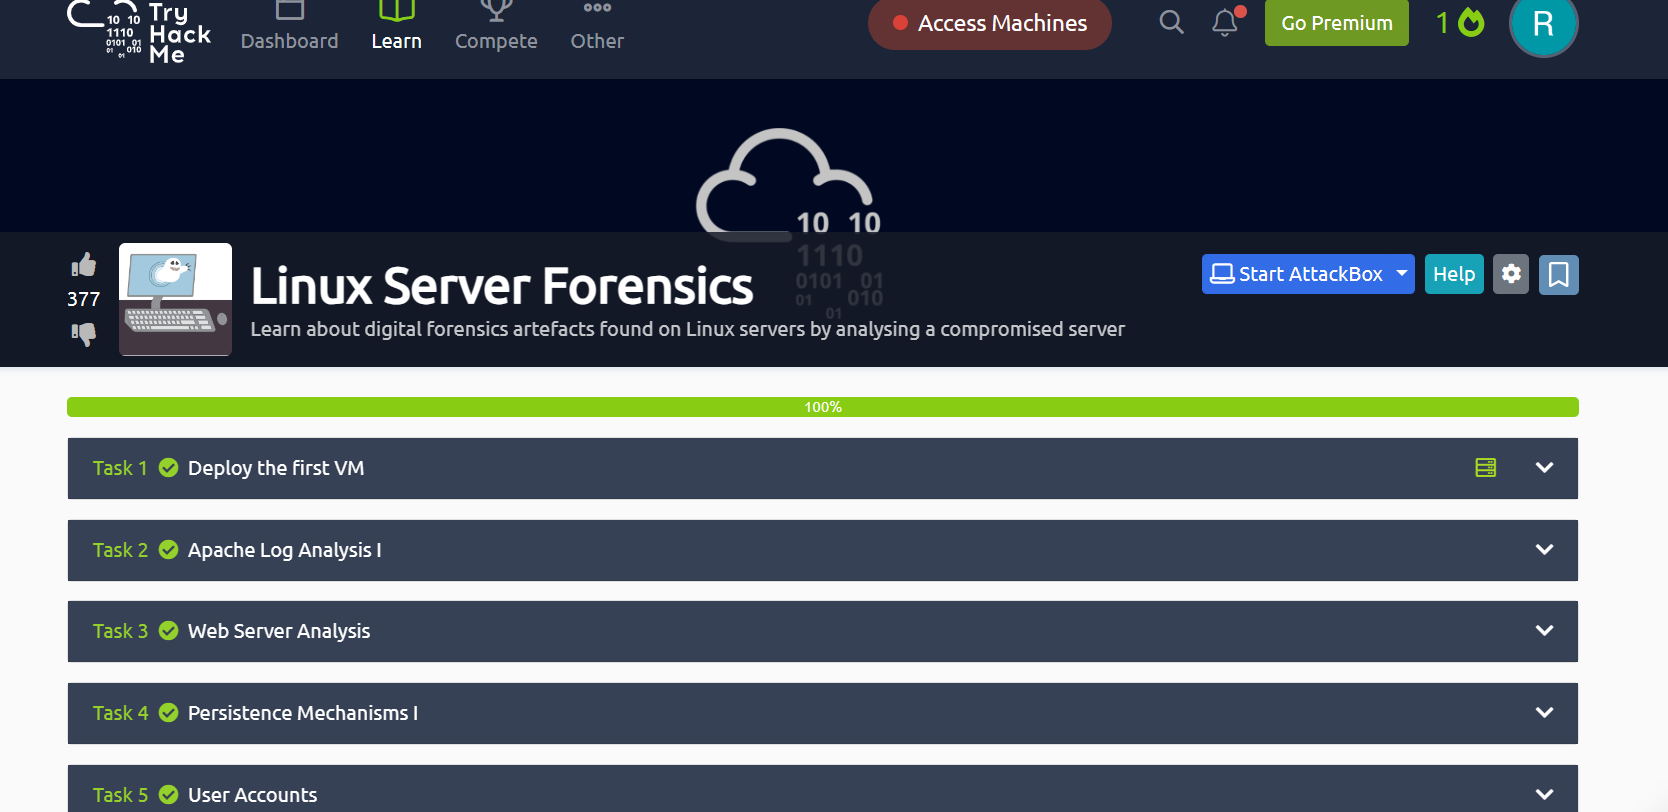 Try
Hack
Me
10 10
1110
0101 01
01 010
01
Dashboard
Learn
Compete
Other
Access Machines
Go Premium
1
R
10 10
1110
0101 01
01 010
01
377
Linux Server Forensics
Learn about digital forensics artefacts found on Linux servers by analysing a compromised server
Start AttackBox
Help
100%
Task 1 Deploy the first VM
Task 2 Apache Log Analysis I
Task 3 Web Server Analysis
Task 4 Persistence Mechanisms I
Task 5 User Accounts